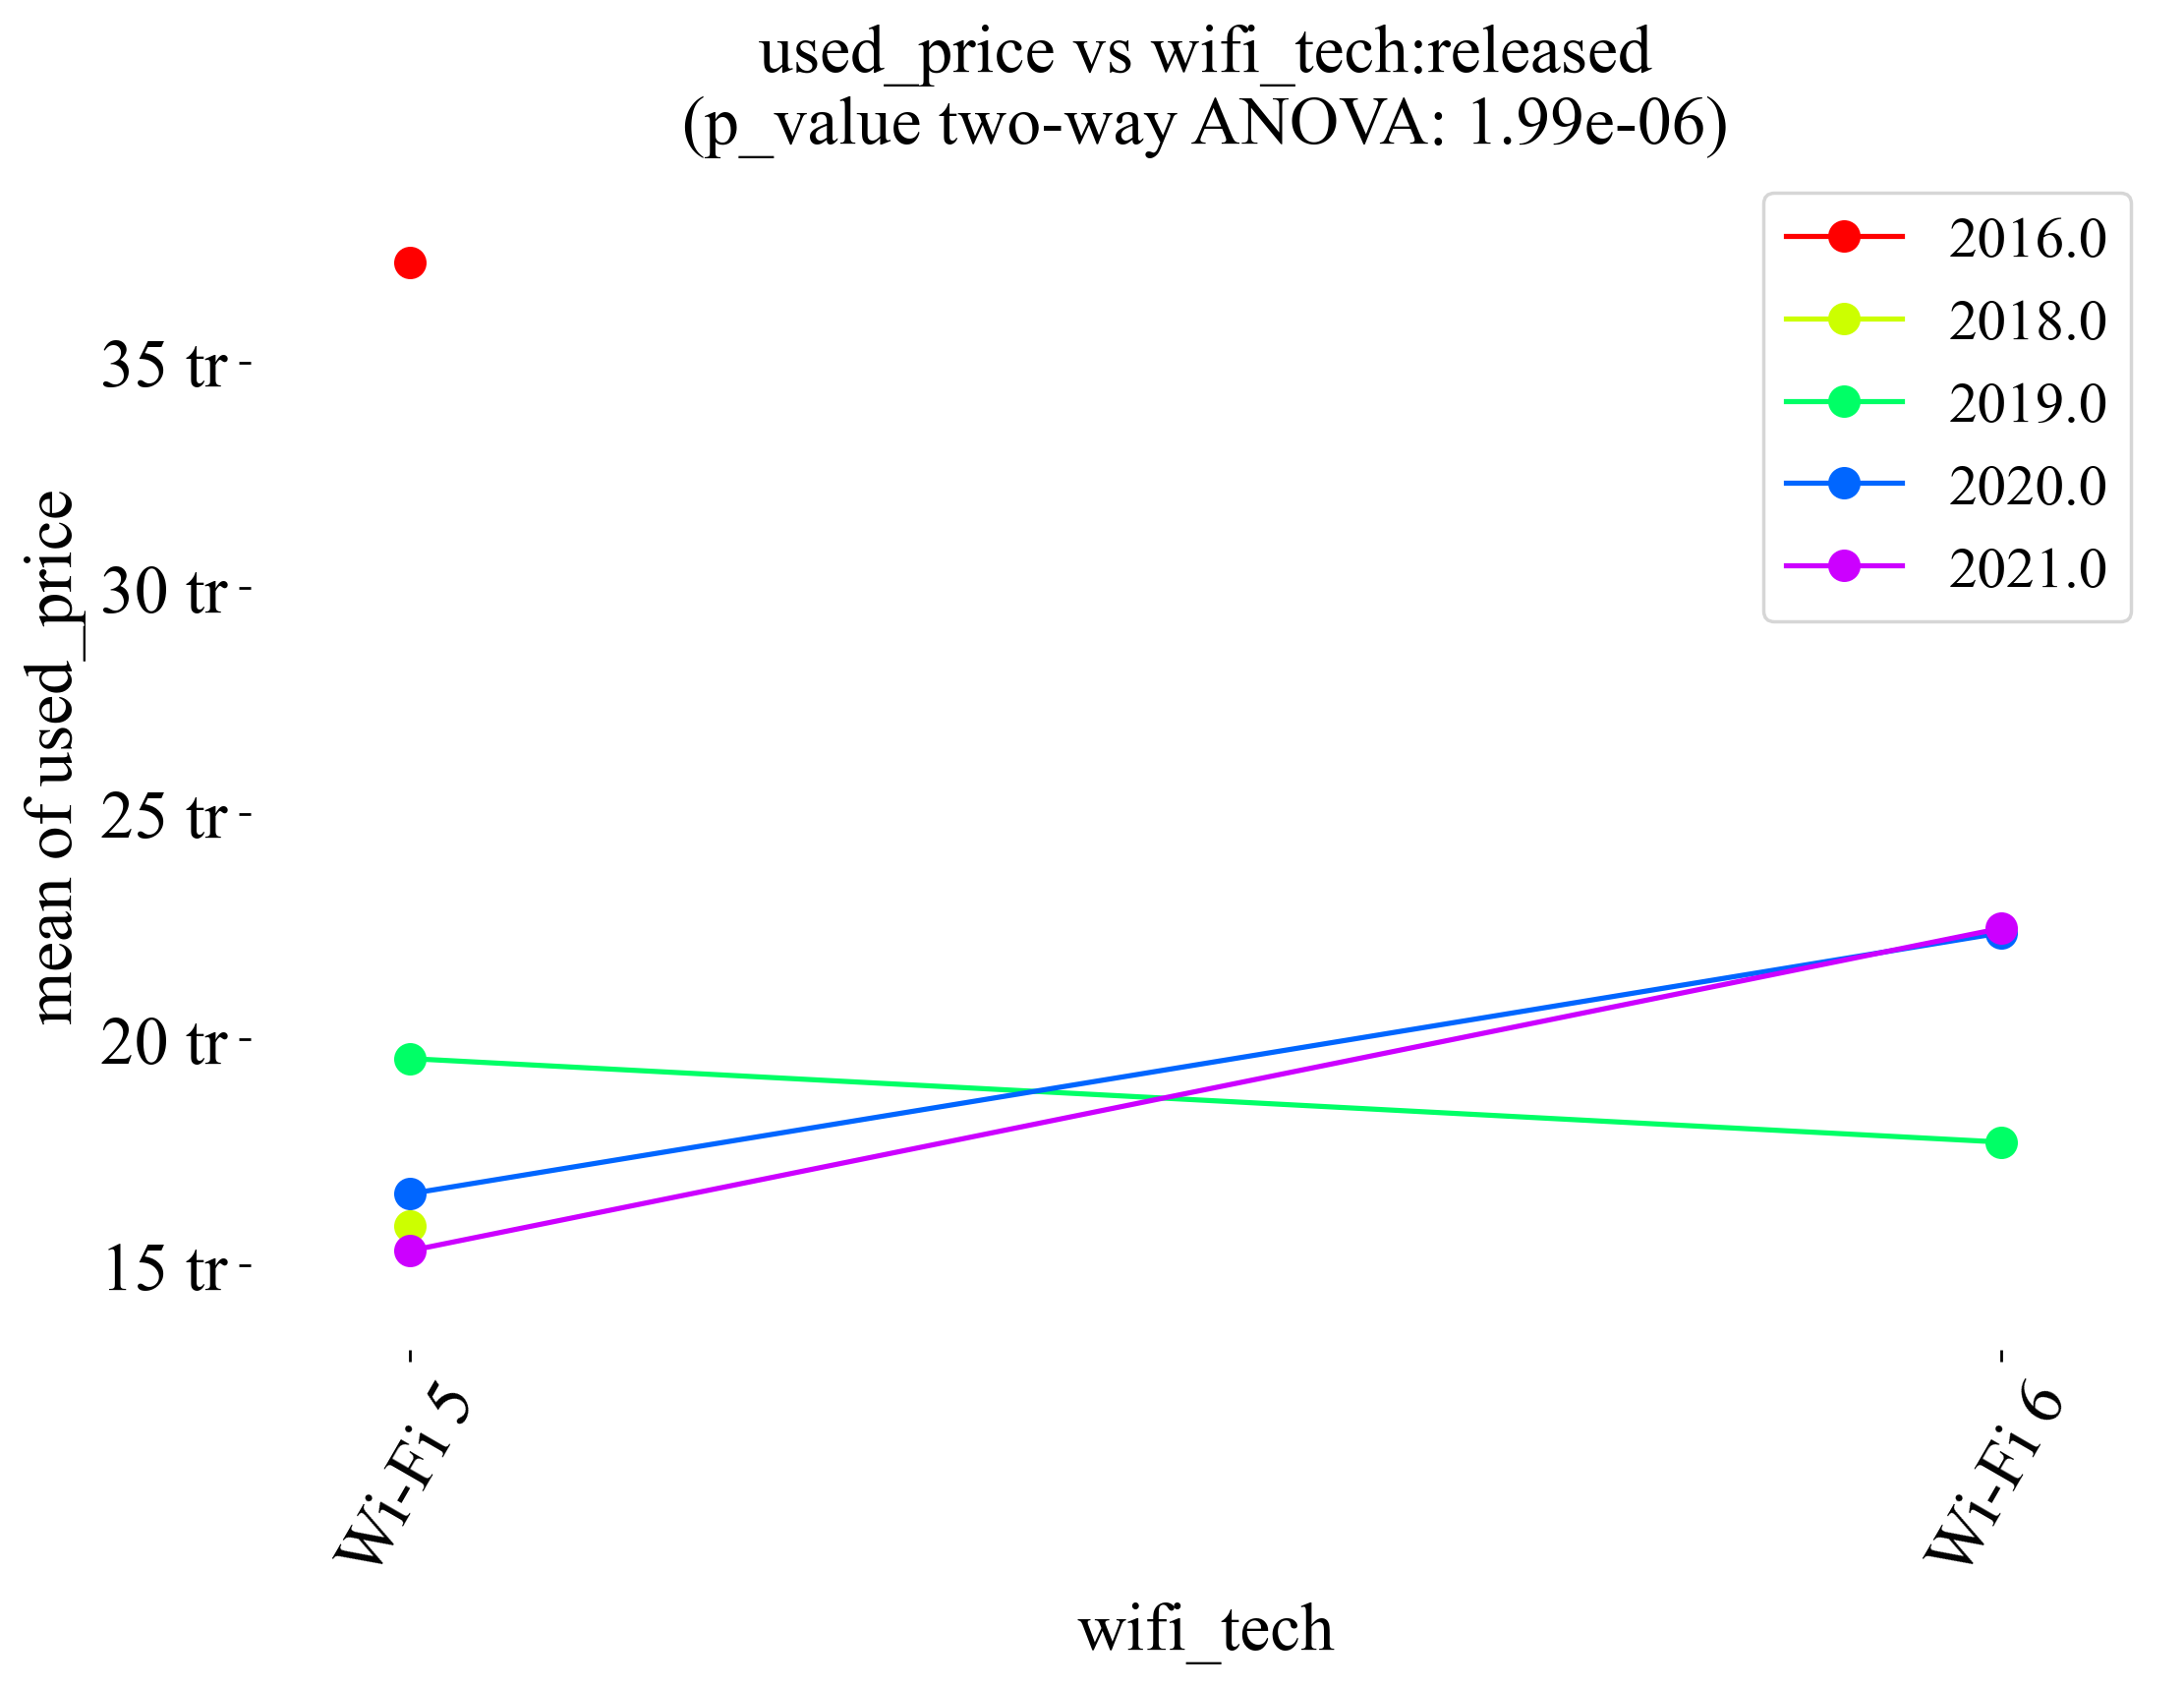 used_price vs wifi_tech:released
(p_value two-way ANOVA: 1.99e-06)
2016.0
2018.0
2019.0
2020.0
2021.0
mean of used_price
35 tr
30 tr
25 tr
20 tr
15 tr
Wi-Fi 5
Wi-Fi 6
wifi_tech